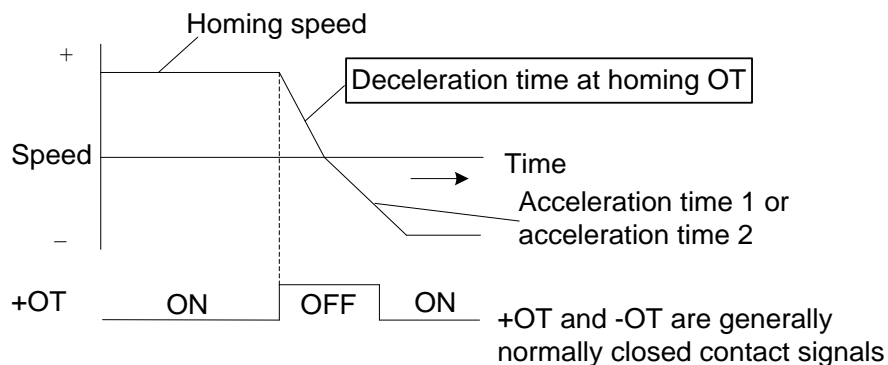 Homing speed
+
Deceleration time at homing OT
Speed
Time
Acceleration time 1 or
acceleration time 2
−
+OT
ON
OFF
ON
+OT and -OT are generally
normally closed contact signals